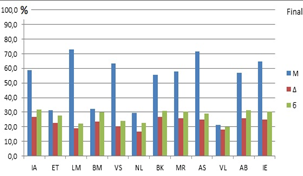 100,0 %
Final
90,0
80,0
70,0
60,0
50,0
40,0
30,0
20,0
10,0
0,0
М
Δ
б
IA ET LM BM VS NL BK MR AS VL AB IE